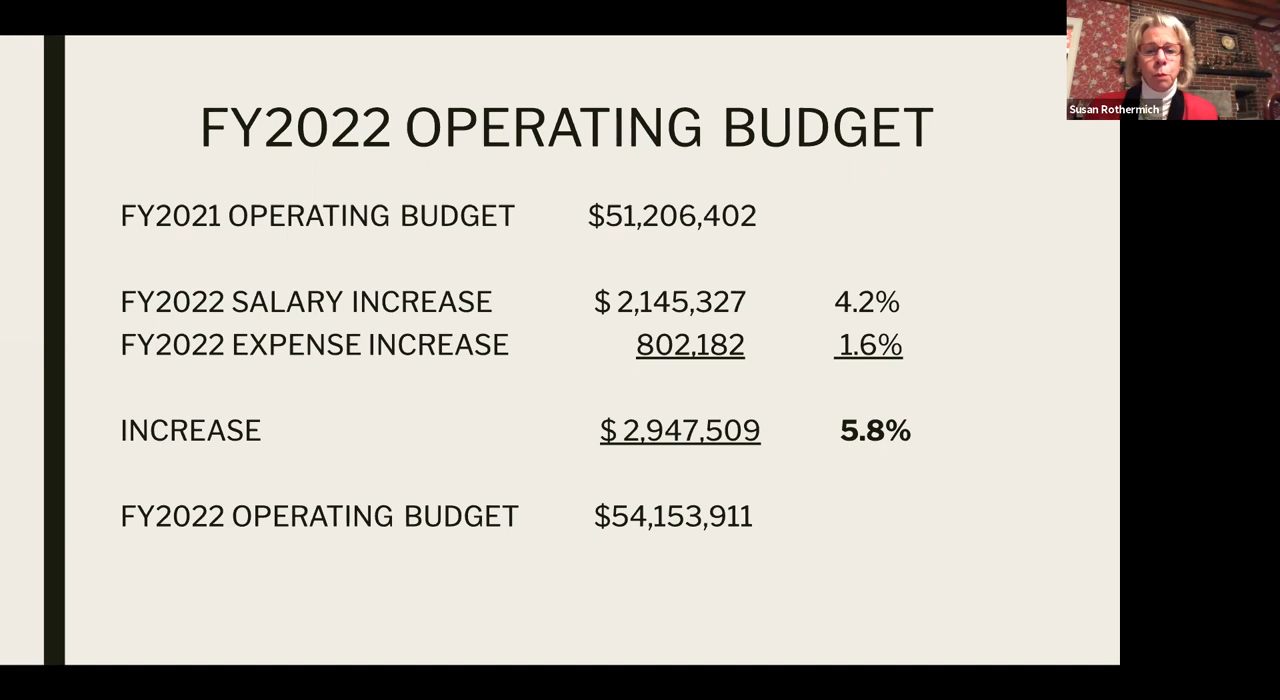 FY2022 OPERATING BUDGET
FY2021 OPERATING BUDGET $51,206,402
FY2022 SALARY INCREASE $ 2,145,327 4.2%
FY2022 EXPENSE INCREASE 802,182 1.6%
INCREASE $ 2,947,509 5.8%
FY2022 OPERATING BUDGET $54,153,911
Susan Rothermich